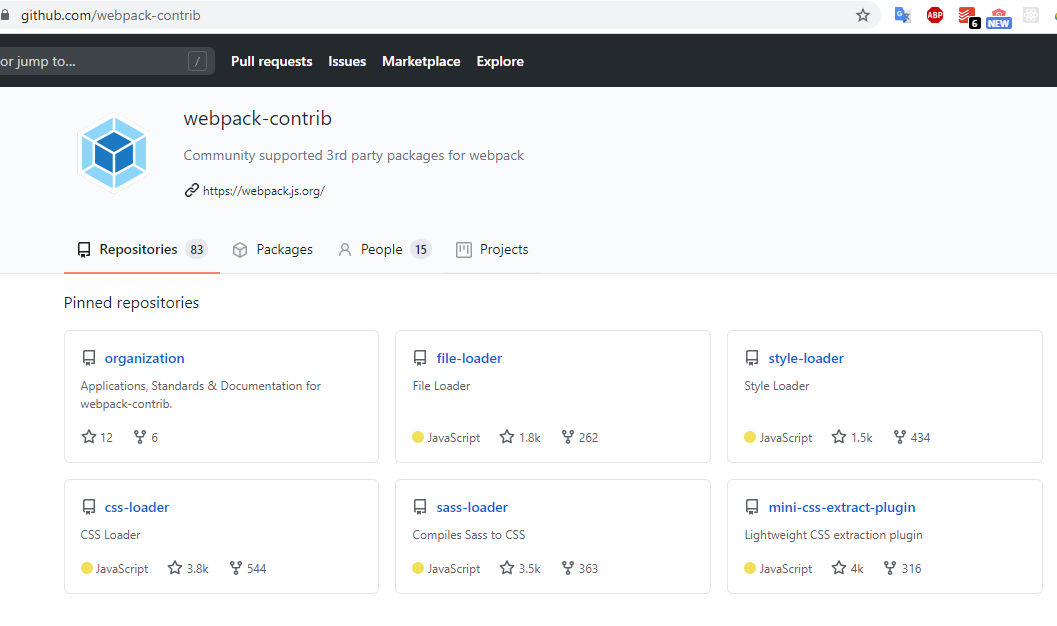 github.com/webpack-contrib
ABP
6
NEW
or jump to...
/
Pull requests
Issues
Marketplace
Explore
webpack-contrib
Community supported 3rd party packages for webpack
https://webpack.js.org/
Repositories 83
Packages
People 15
Projects
Pinned repositories
organization
Applications, Standards & Documentation for
webpack-contrib.
12 6
file-loader
File Loader
JavaScript 1.8k 262
style-loader
Style Loader
JavaScript 1.5k 434
css-loader
CSS Loader
JavaScript 3.8k 544
sass-loader
Compiles Sass to CSS
JavaScript 3.5k 363
mini-css-extract-plugin
Lightweight CSS extraction plugin
JavaScript 4k 316